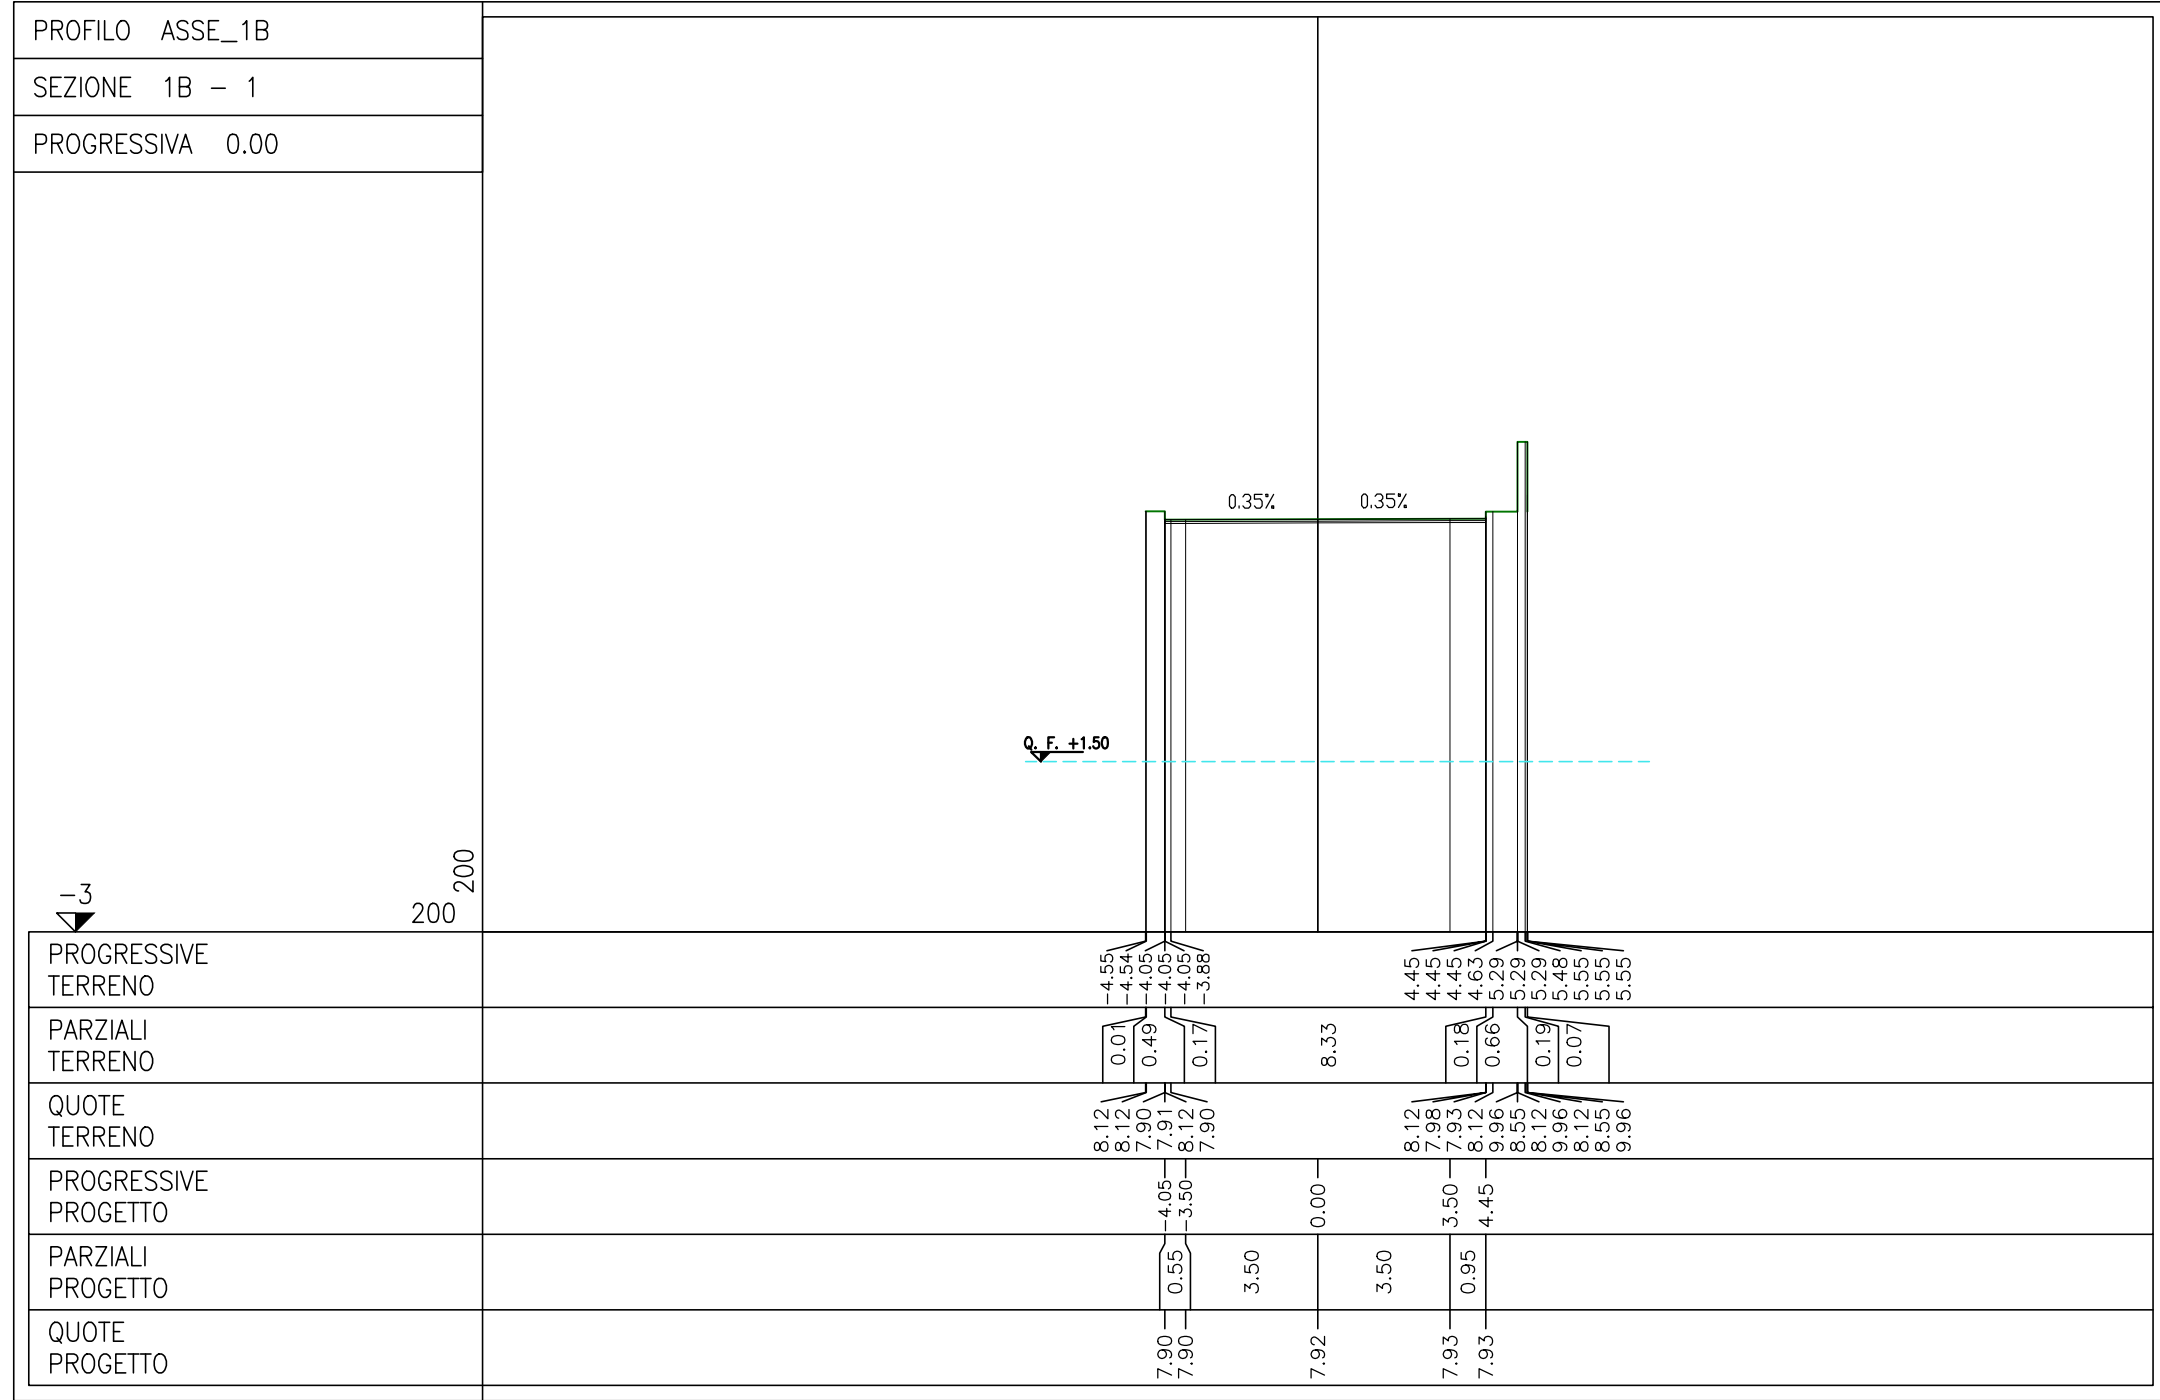 PROFILO ASSE_1B
SEZIONE 1B - 1
PROGRESSIVA 0.00
0.35% 0.35%
Q. F. +1.50
200
-3
200
PROGRESSIVE
TERRENO
-4.55 -4.54 -4.05 -4.05 -4.05 -3.88 4.45 4.45 4.45 4.63 5.29 5.29 5.29 5.48 5.55 5.55 5.55
PARZIALI
TERRENO
0.01 0.49 0.17 8.33 0.18 0.66 0.19 0.07
QUOTE
TERRENO
8.12 8.12 7.90 7.91 8.12 7.90 8.12 7.98 7.93 8.12 9.96 8.55 8.12 9.96 8.12 8.55 9.96
PROGRESSIVE
PROGETTO
-4.05 -3.50 0.00 3.50 4.45
PARZIALI
PROGETTO
0.55 3.50 3.50 0.95
QUOTE
PROGETTO
7.90 7.90 7.92 7.93 7.93